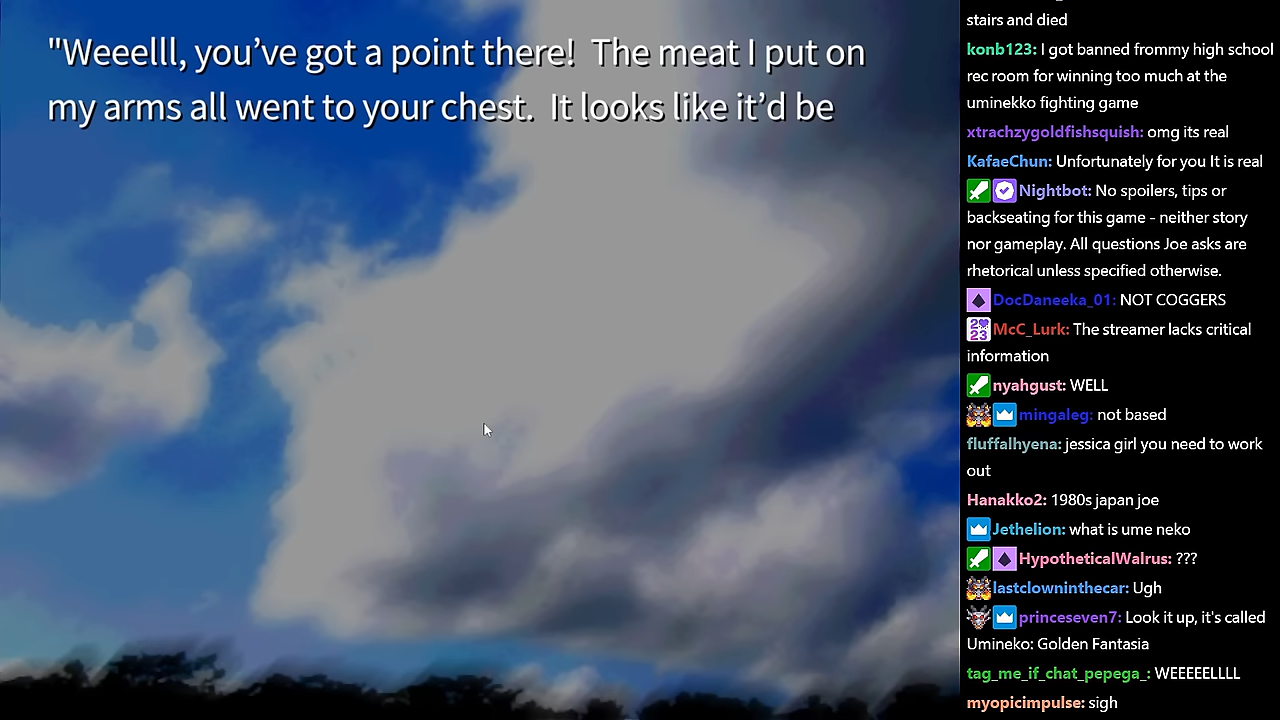 "Weeelll, you’ve got a point there!  The meat I put on
my arms all went to your chest.  It looks like it’d be
stairs and died
konb123: I got banned frommy high school
rec room for winning too much at the
uminekko fighting game
xtrachzygoldfishsquish: omg its real
KafaeChun: Unfortunately for you It is real
Nightbot: No spoilers, tips or
backseating for this game - neither story
nor gameplay. All questions Joe asks are
rhetorical unless specified otherwise.
DocDaneeka_01: NOT COGGERS
2 23 McC_Lurk: The streamer lacks critical
information
nyahgust: WELL
mingaleg: not based
fluffalhyena: jessica girl you need to work
out
Hanakko2: 1980s japan joe
Jethelion: what is ume neko
HypotheticalWalrus: ???
lastclowninthecar: Ugh
princeseven7: Look it up, it's called
Umineko: Golden Fantasia
tag_me_if_chat_pepega_: WEEEEELLLL
myopicimpulse: sigh